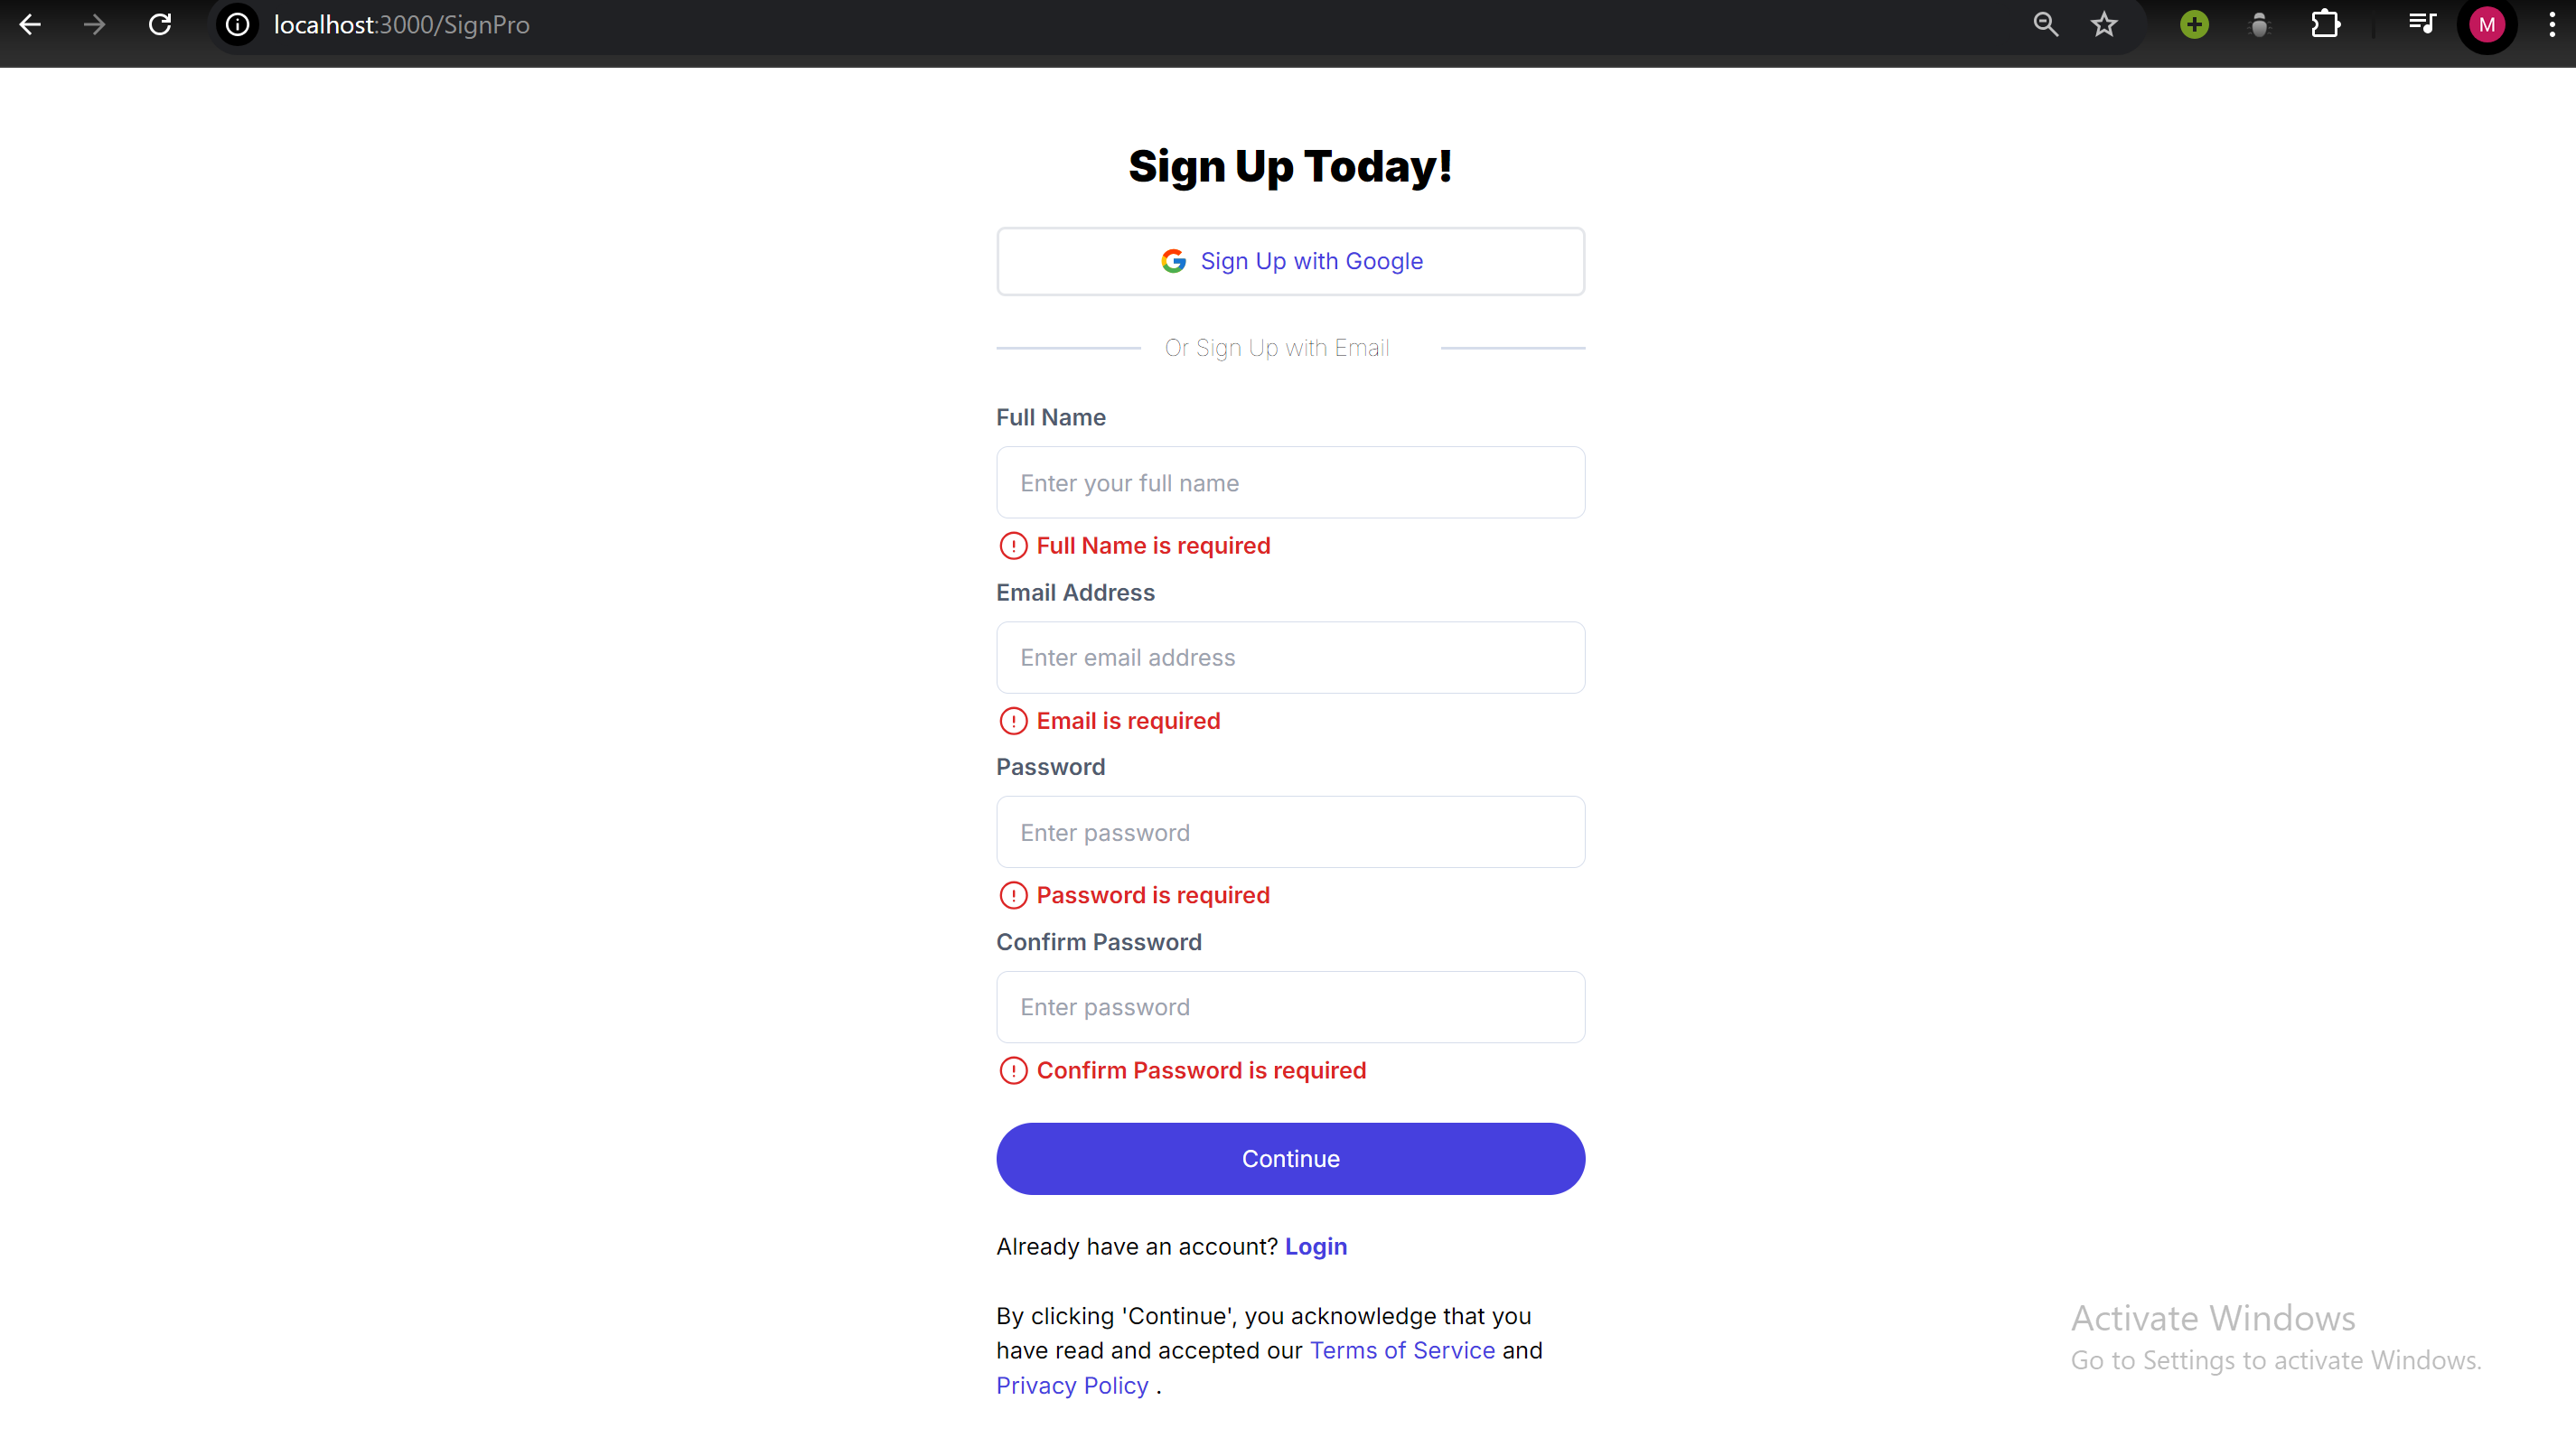 localhost:3000/SignPro
M
Sign Up Today!
Sign Up with Google
Or Sign Up with Email
Full Name
Enter your full name
Full Name is required
Email Address
Enter email address
Email is required
Password
Enter password
Password is required
Confirm Password
Enter password
Confirm Password is required
Continue
Already have an account? Login
By clicking 'Continue', you acknowledge that you
have read and accepted our Terms of Service and
Privacy Policy .
Activate Windows
Go to Settings to activate Windows.